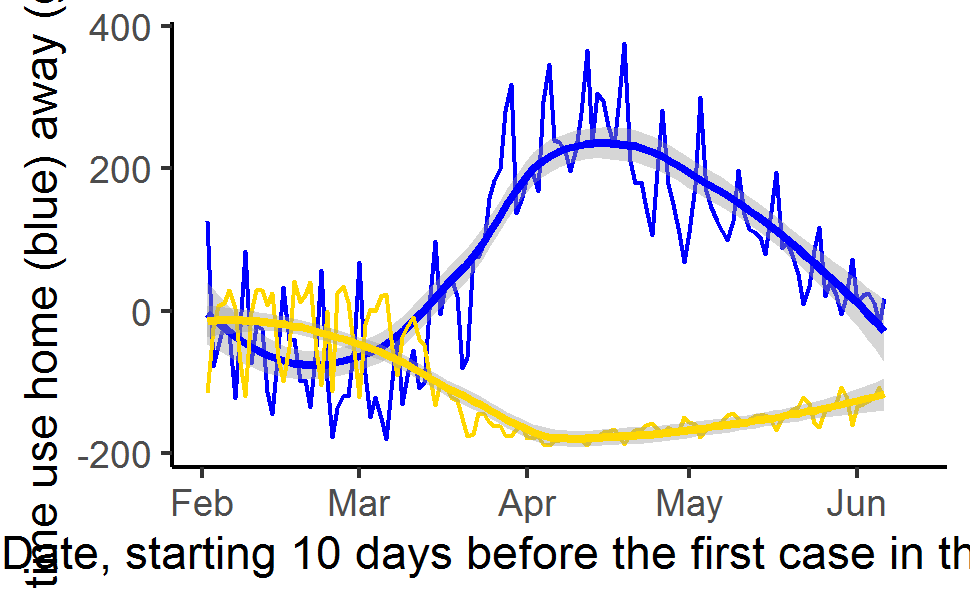 400
200
0
-200
time use home (blue) away (
Feb Mar Apr May Jun
Date, starting 10 days before the first case in th